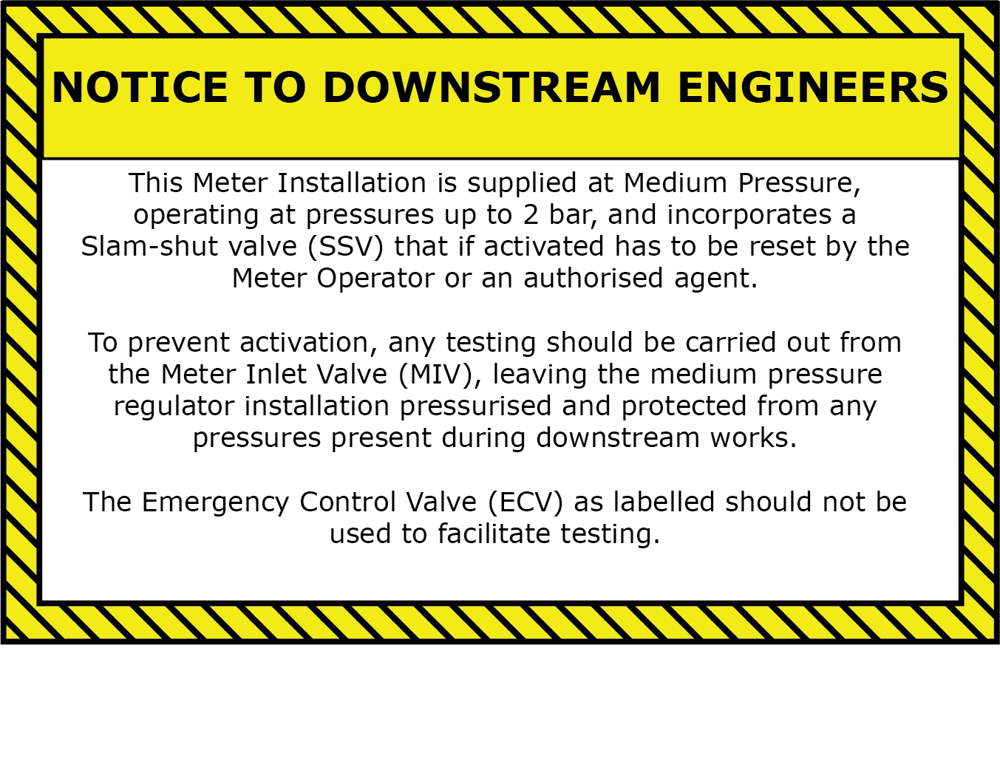 NOTICE TO DOWNSTREAM ENGINEERS
This Meter Installation is supplied at Medium Pressure,
operating at pressures up to 2 bar, and incorporates a
Slam-shut valve (SSV) that if activated has to be reset by the
Meter Operator or an authorised agent.
To prevent activation, any testing should be carried out from
the Meter Inlet Valve (MIV), leaving the medium pressure
regulator installation pressurised and protected from any
pressures present during downstream works.
The Emergency Control Valve (ECV) as labelled should not be
used to facilitate testing.